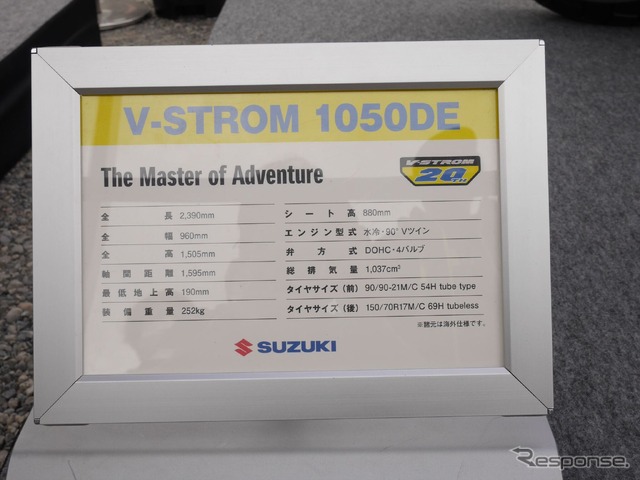 V-STROM 1050DE
The Master of Adventure
V-STROM
20TH
全長 2,390mm
全幅 960mm
全高 1,505mm
軸間距離 1,595mm
最低地上高 190mm
装備重量 252kg
シート高 880mm
エンジン型式 水冷・90° Vツイン
弁方式 DOHC・4バルブ
総排気量 1,037cm³
タイヤサイズ（前） 90/90-21M/C 54H tube type
タイヤサイズ（後） 150/70R17M/C 69H tubeless
※諸元は海外仕様です。
SUZUKI
Response.